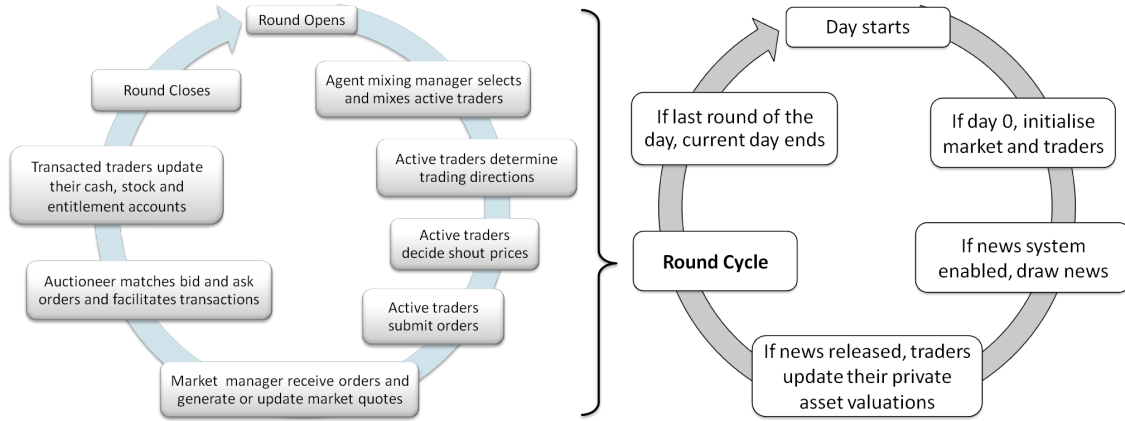 Round Opens
Agent mixing manager selects
and mixes active traders
Active traders determine
trading directions
Active traders
decide shout prices
Active traders
submit orders
Market manager receive orders and
generate or update market quotes
Auctioneer matches bid and ask
orders and facilitates transactions
Transacted traders update
their cash, stock and
entitlement accounts
Round Closes
Day starts
If day 0, initialise
market and traders
If news system
enabled, draw news
If news released, traders
update their private
asset valuations
Round Cycle
If last round of the
day, current day ends